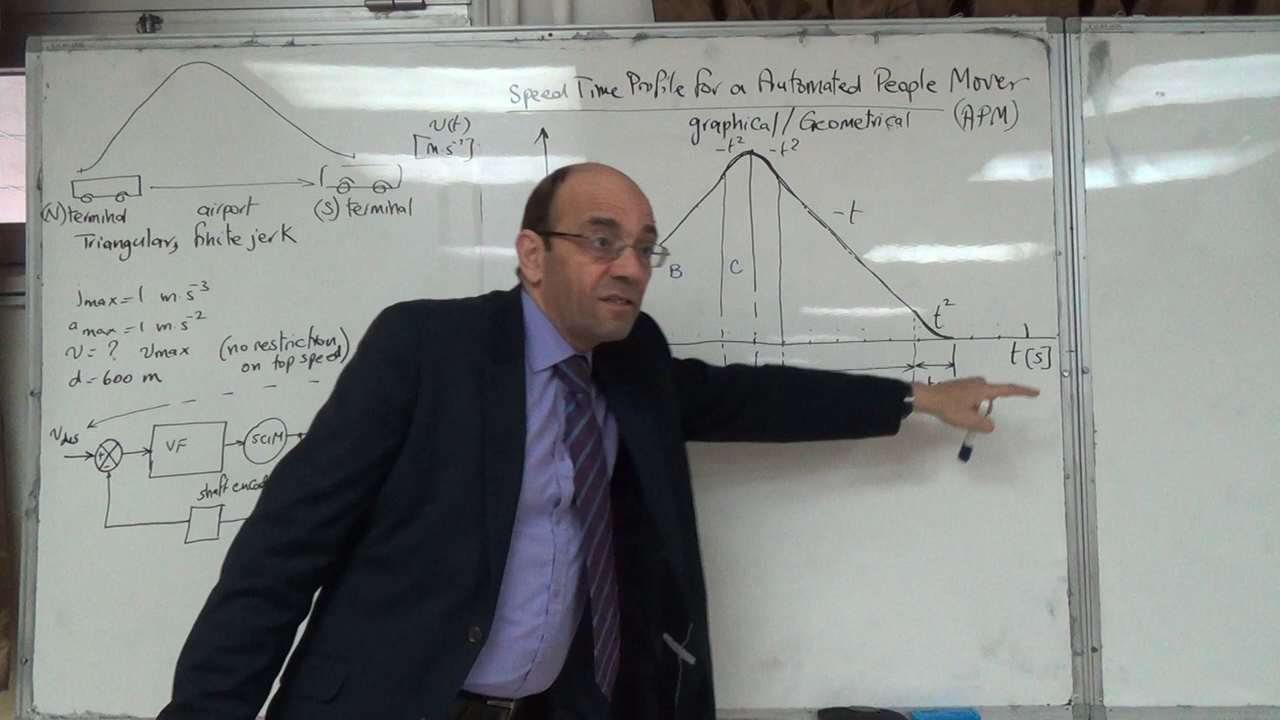 Speed Time Profile for a Automated People Mover
(APM)
graphical/Geometrical
v(t)
[m·s⁻¹]
-t² -t²
-t
B C
t²
t[s]
(N)terminal airport (S) terminal
Triangular, finite jerk
jmax=1 m·s⁻³
amax=1 m·s⁻²
v=? vmax (no restriction
on top speed)
d=600 m
vdes
+
-
VF SCIM
shaft